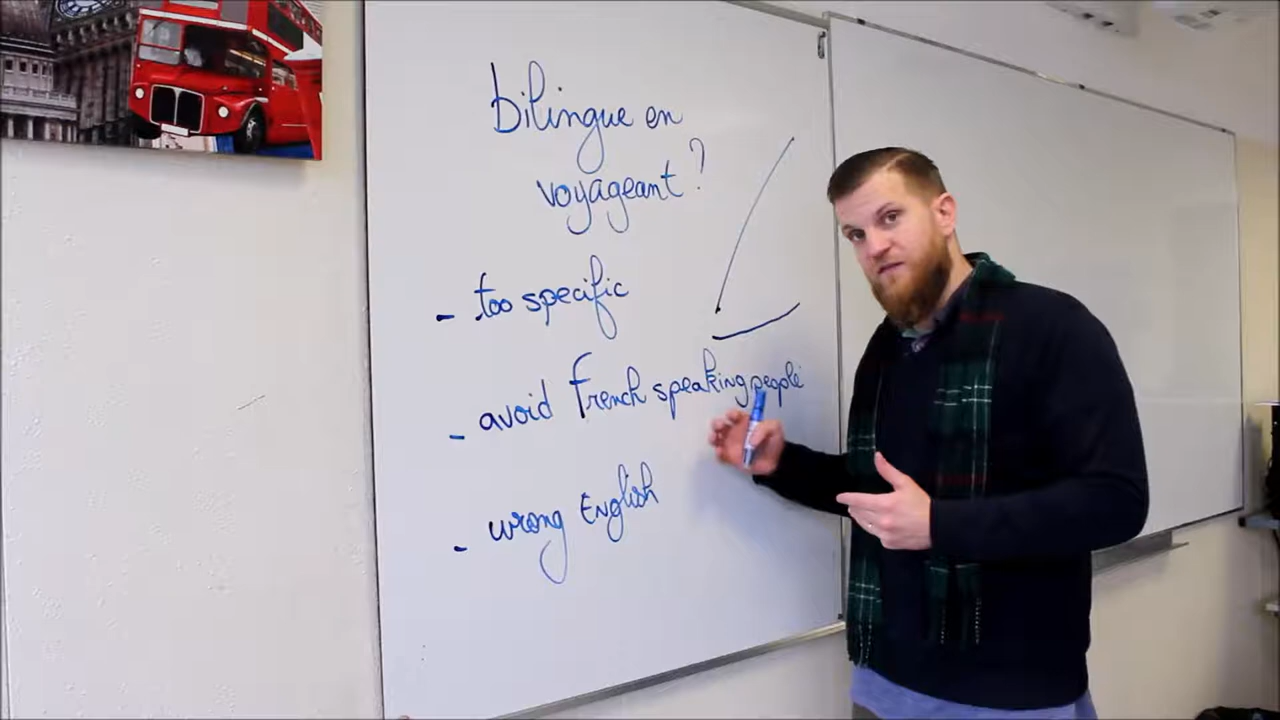 bilingue en
voyageant ?
- too specific
- avoid French speaking people
- wrong English